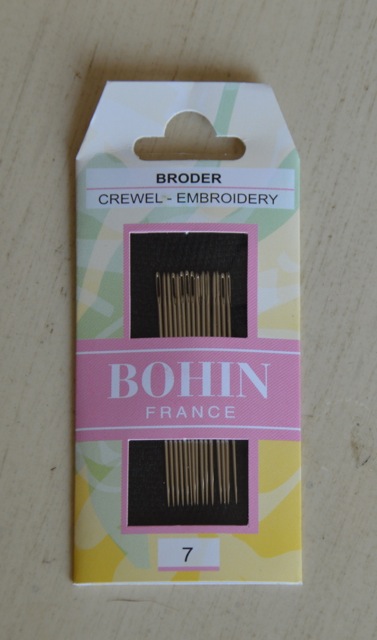 BRODER
CREWEL - EMBROIDERY
BOHIN
FRANCE
7